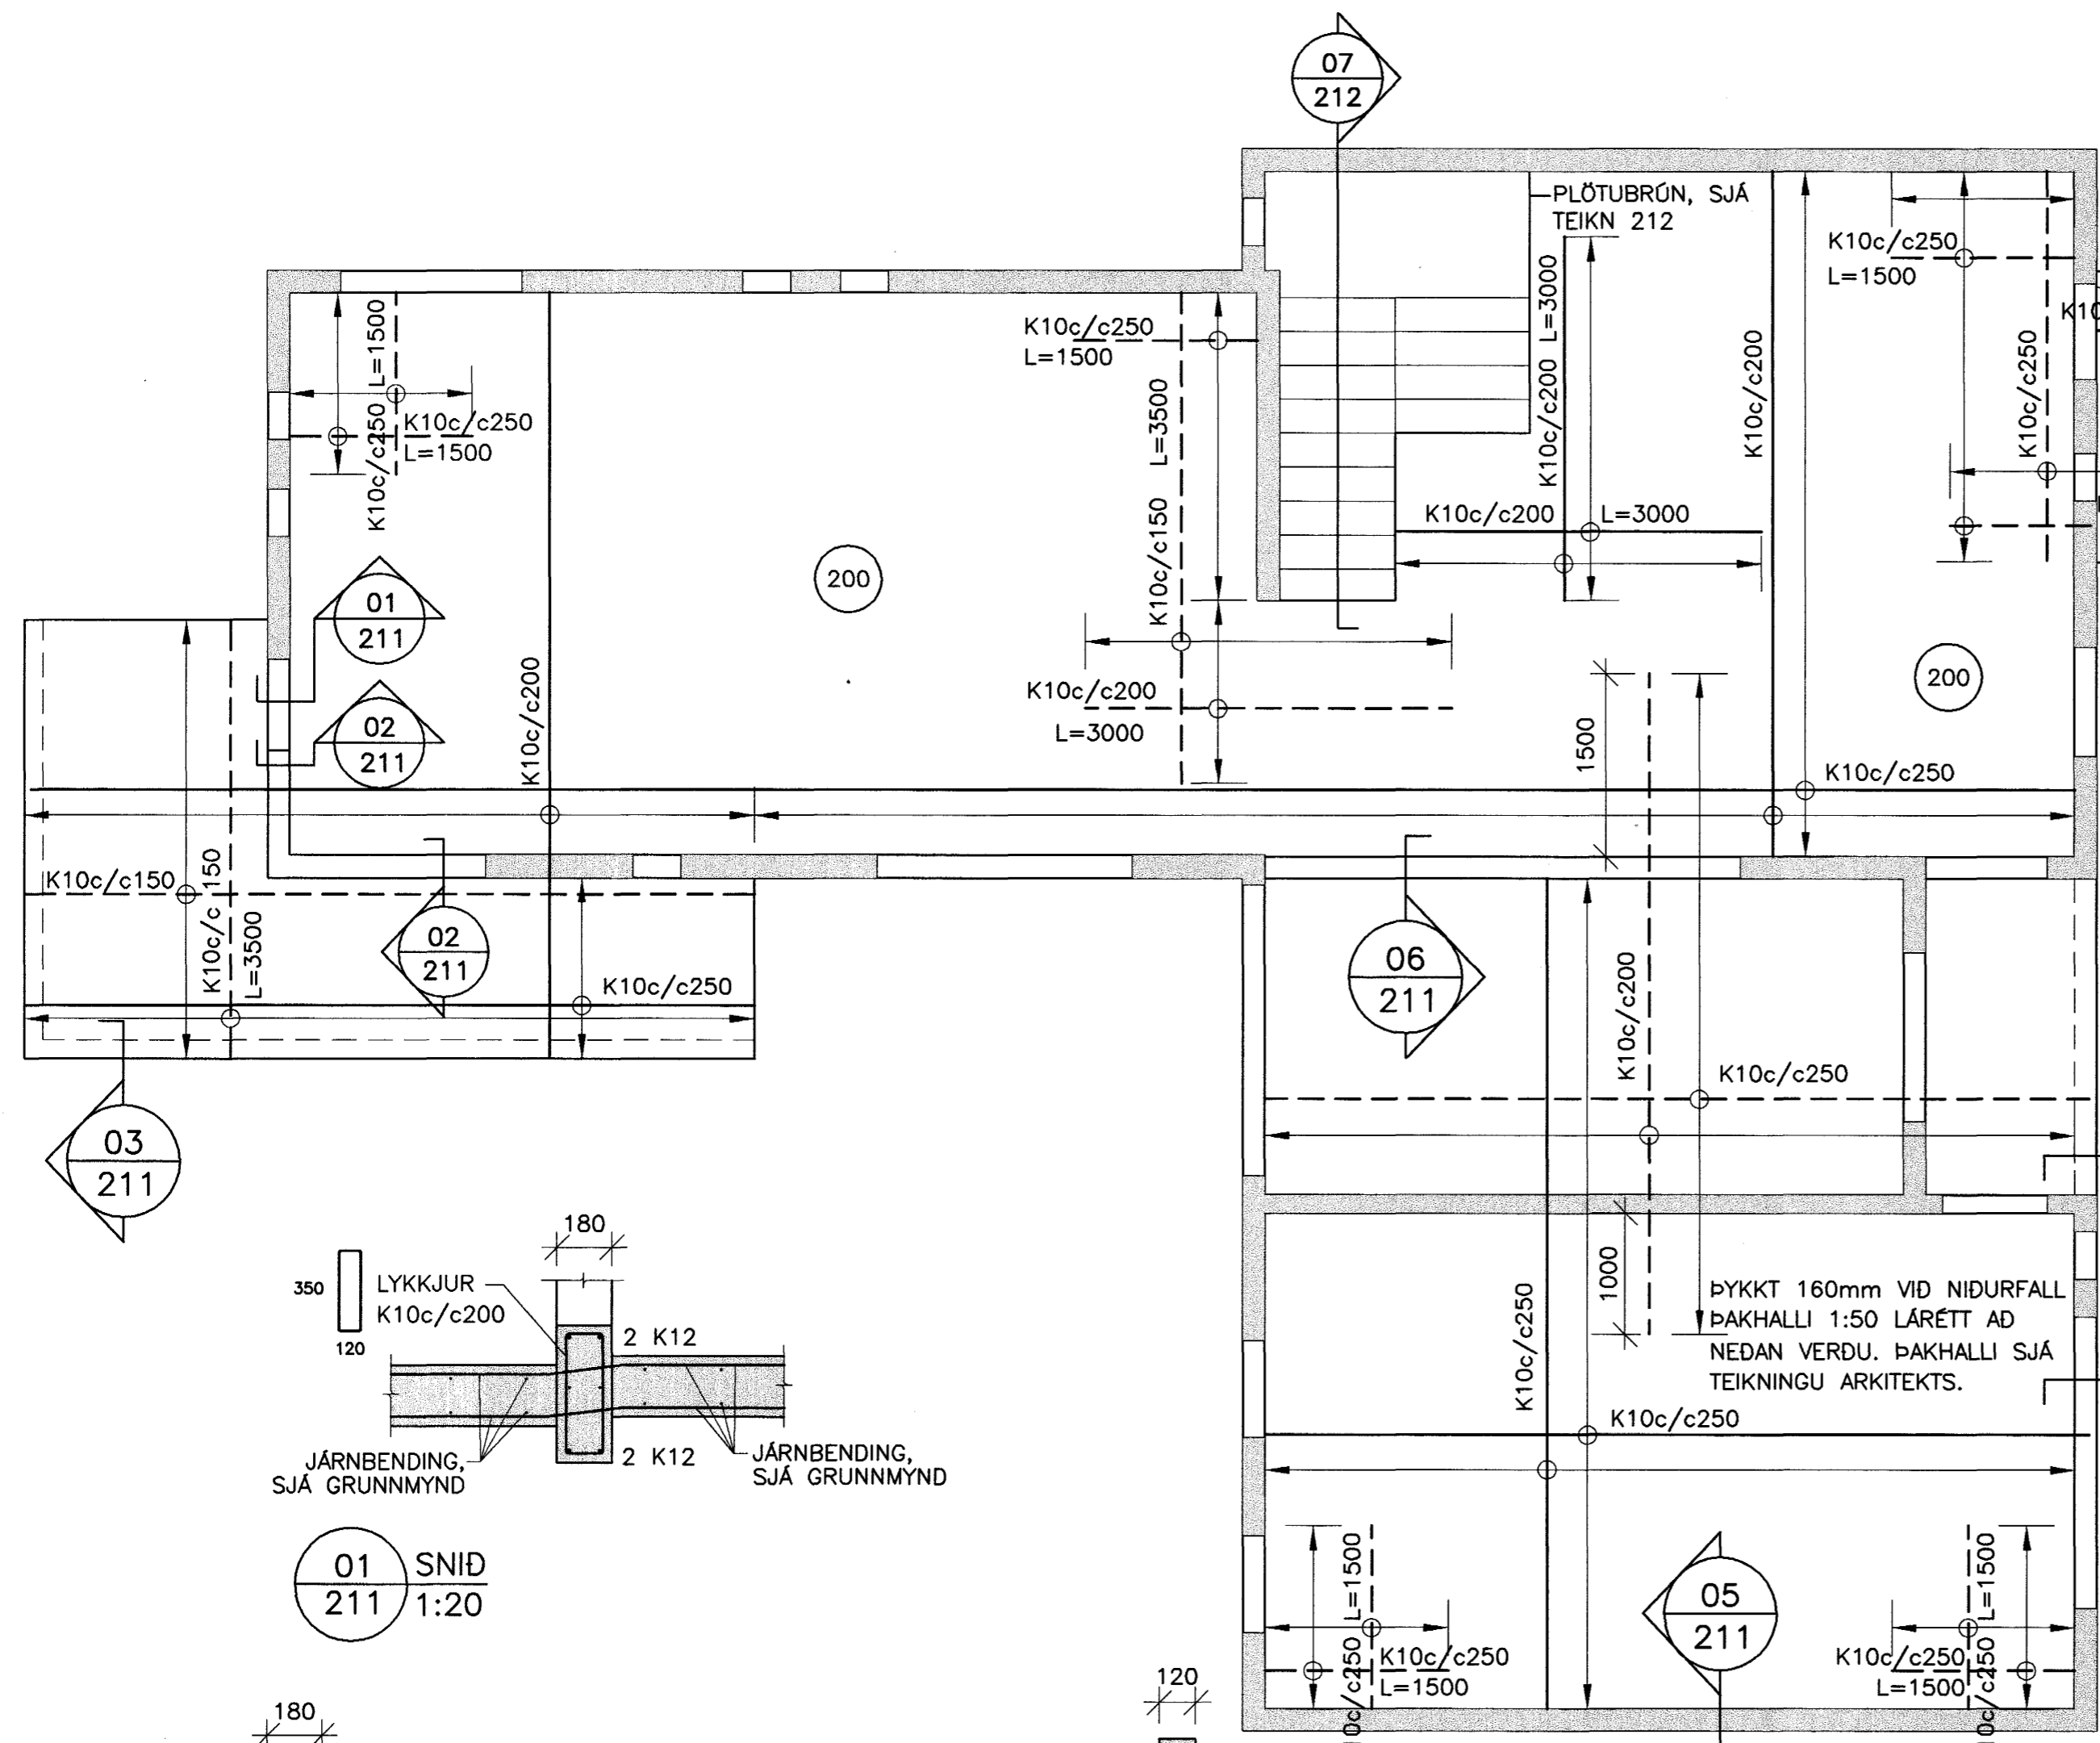 07
212
PLÖTUBRÚN, SJÁ
TEIKN 212
K10c/c250
L=1500
K10c/c200 L=3000
K10c/c200
K10c/c250
K10
K10c/c250 L=1500
K10c/c250
L=1500
K10c/c250
L=1500
K10c/c150 L=3500
K10c/c200 L=3000
200
01
211
02
211
K10c/c200
K10c/c200
L=3000
200
1500
K10c/c250
K10c/c150
K10c/c 150
L=3500
02
211
K10c/c250
06
211
K10c/c200
K10c/c250
03
211
180
350
LYKKJUR
K10c/c200
120
2 K12
2 K12
JÁRNBENDING,
SJÁ GRUNNMYND
JÁRNBENDING,
SJÁ GRUNNMYND
01
211
SNIÐ
1:20
1000
ÞYKKT 160mm VIÐ NIÐURFALL
ÞAKHALLI 1:50 LÁRÉTT AÐ
NEÐAN VERÐU. ÞAKHALLI SJÁ
TEIKNINGU ARKITEKTS.
K10c/c250
K10c/c250
0c/c250 L=1500
K10c/c250
L=1500
05
211
K10c/c250
L=1500
0c/c250 L=1500
180
120